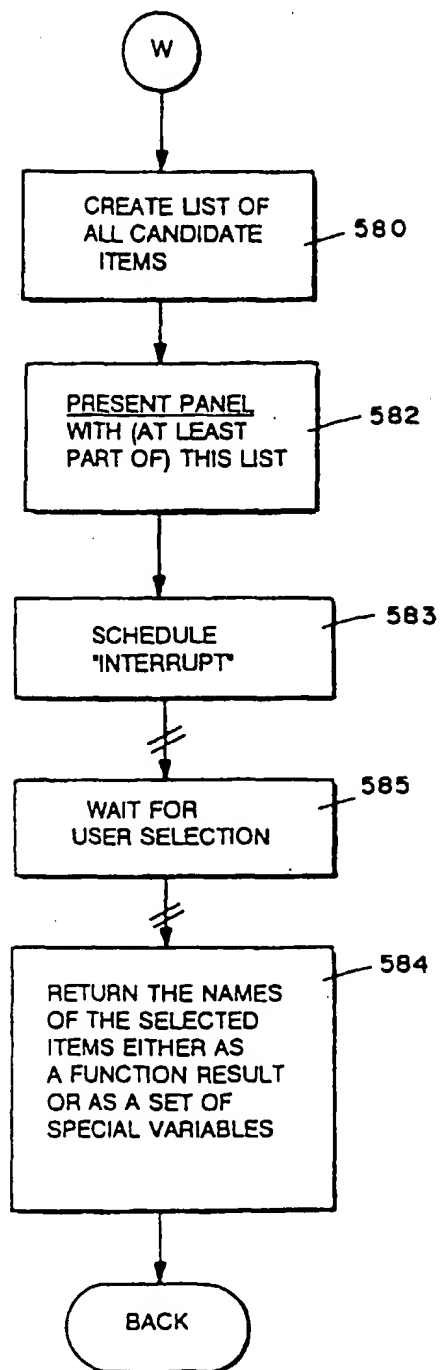 W
CREATE LIST OF
ALL CANDIDATE
ITEMS
580
PRESENT PANEL
WITH (AT LEAST
PART OF) THIS LIST
582
SCHEDULE
"INTERRUPT"
583
WAIT FOR
USER SELECTION
585
RETURN THE NAMES
OF THE SELECTED
ITEMS EITHER AS
A FUNCTION RESULT
OR AS A SET OF
SPECIAL VARIABLES
584
BACK